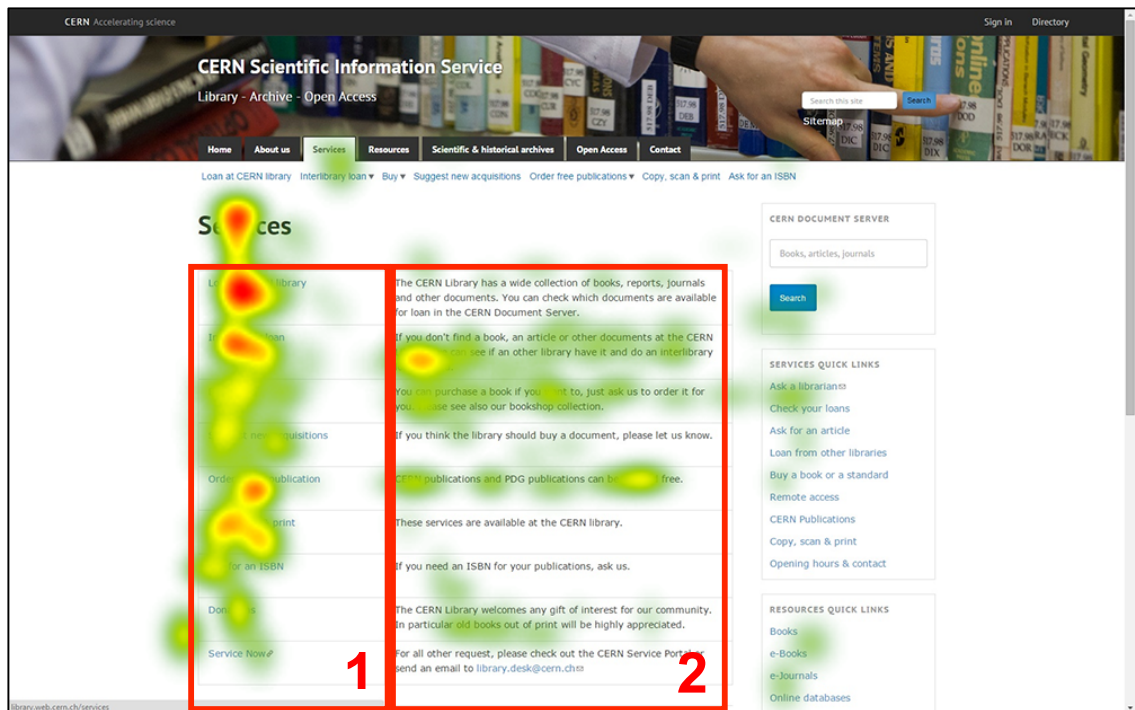 CERN Accelerating science
Sign in Directory
CERN Scientific Information Service
Library - Archive - Open Access
Search this site
Search
Sitemap
Home About us Services Resources Scientific & historical archives Open Access Contact
Loan at CERN library Interlibrary loan Buy Suggest new acquisitions Order free publications Copy, scan & print Ask for an ISBN
Services
library
The CERN Library has a wide collection of books, reports, journals
and other documents. You can check which documents are available
for loan in the CERN Document Server.
loan
If you don't find a book, an article or other documents at the CERN
can see if an other library have it and do an interlibrary
You can purchase a book if you want to, just ask us to order it for
you. Please see also our bookshop collection.
new acquisitions
If you think the library should buy a document, please let us know.
Order publication
CERN publications and PDG publications can be free.
print
These services are available at the CERN library.
for an ISBN
If you need an ISBN for your publications, ask us.
Donations
The CERN Library welcomes any gift of interest for our community.
In particular old books out of print will be highly appreciated.
Service Now
For all other request, please check out the CERN Service Portal or
send an email to library.desk@cern.ch
1
2
CERN DOCUMENT SERVER
Books, articles, journals
Search
SERVICES QUICK LINKS
Ask a librarian
Check your loans
Ask for an article
Loan from other libraries
Buy a book or a standard
Remote access
CERN Publications
Copy, scan & print
Opening hours & contact
RESOURCES QUICK LINKS
Books
e-Books
e-Journals
Online databases
library.web.cern.ch/services